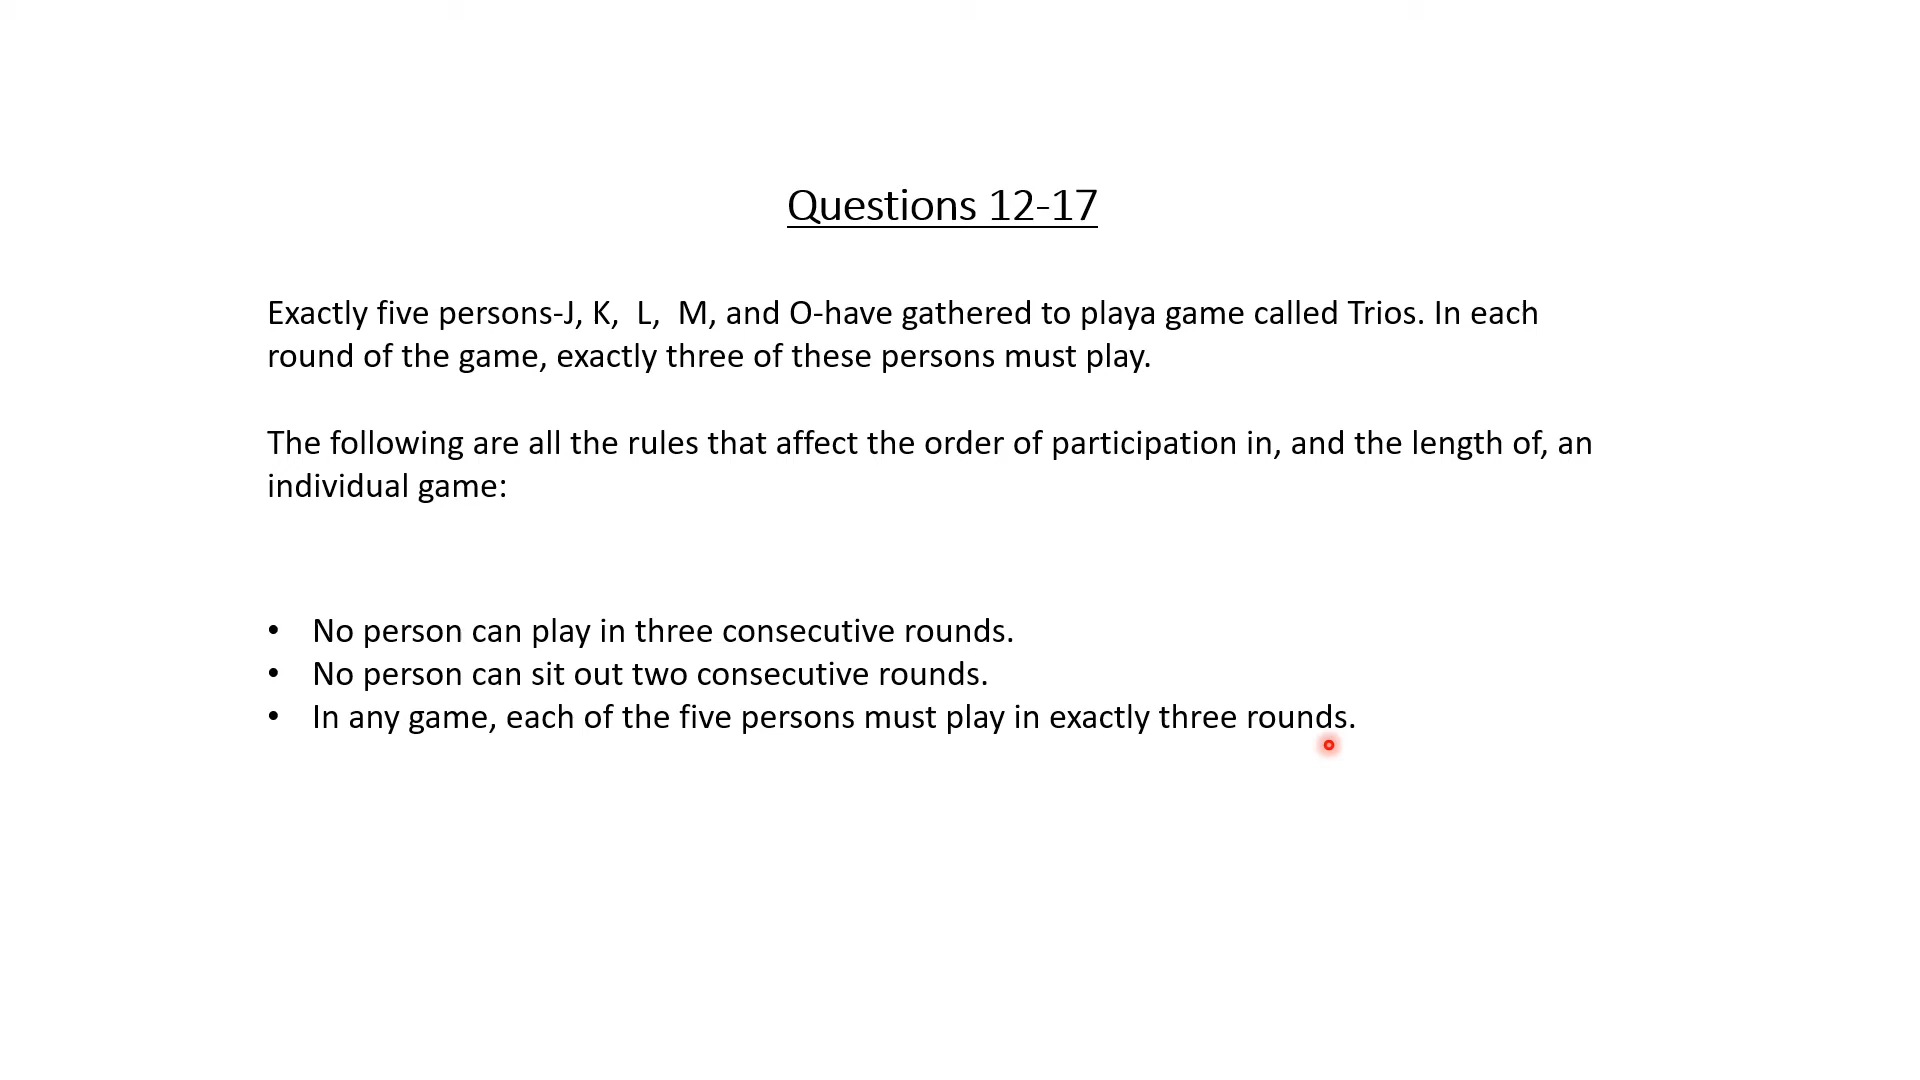 Questions 12-17
Exactly five persons-J, K,  L,  M, and O-have gathered to playa game called Trios. In each
round of the game, exactly three of these persons must play.
The following are all the rules that affect the order of participation in, and the length of, an
individual game:
• No person can play in three consecutive rounds.
• No person can sit out two consecutive rounds.
• In any game, each of the five persons must play in exactly three rounds.